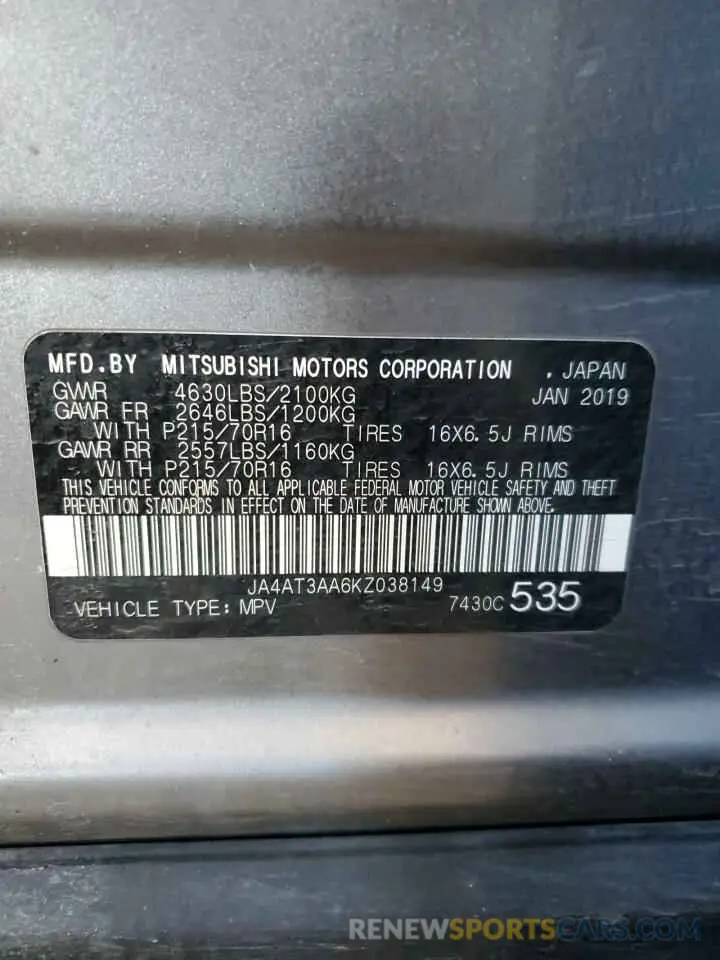 MFD.BY MITSUBISHI MOTORS CORPORATION . JAPAN
GVWR 4630LBS/2100KG JAN 2019
GAWR FR 2646LBS/1200KG
WITH P215/70R16 TIRES 16X6.5J RIMS
GAWR RR 2557LBS/1160KG
WITH P215/70R16 TIRES 16X6.5J RIMS
THIS VEHICLE CONFORMS TO ALL APPLICABLE FEDERAL MOTOR VEHICLE SAFETY AND THEFT
PREVENTION STANDARDS IN EFFECT ON THE DATE OF MANUFACTURE SHOWN ABOVE.
JA4AT3AA6KZ038149
VEHICLE TYPE: MPV 7430C 535
RENEWSPORTSCARS.COM